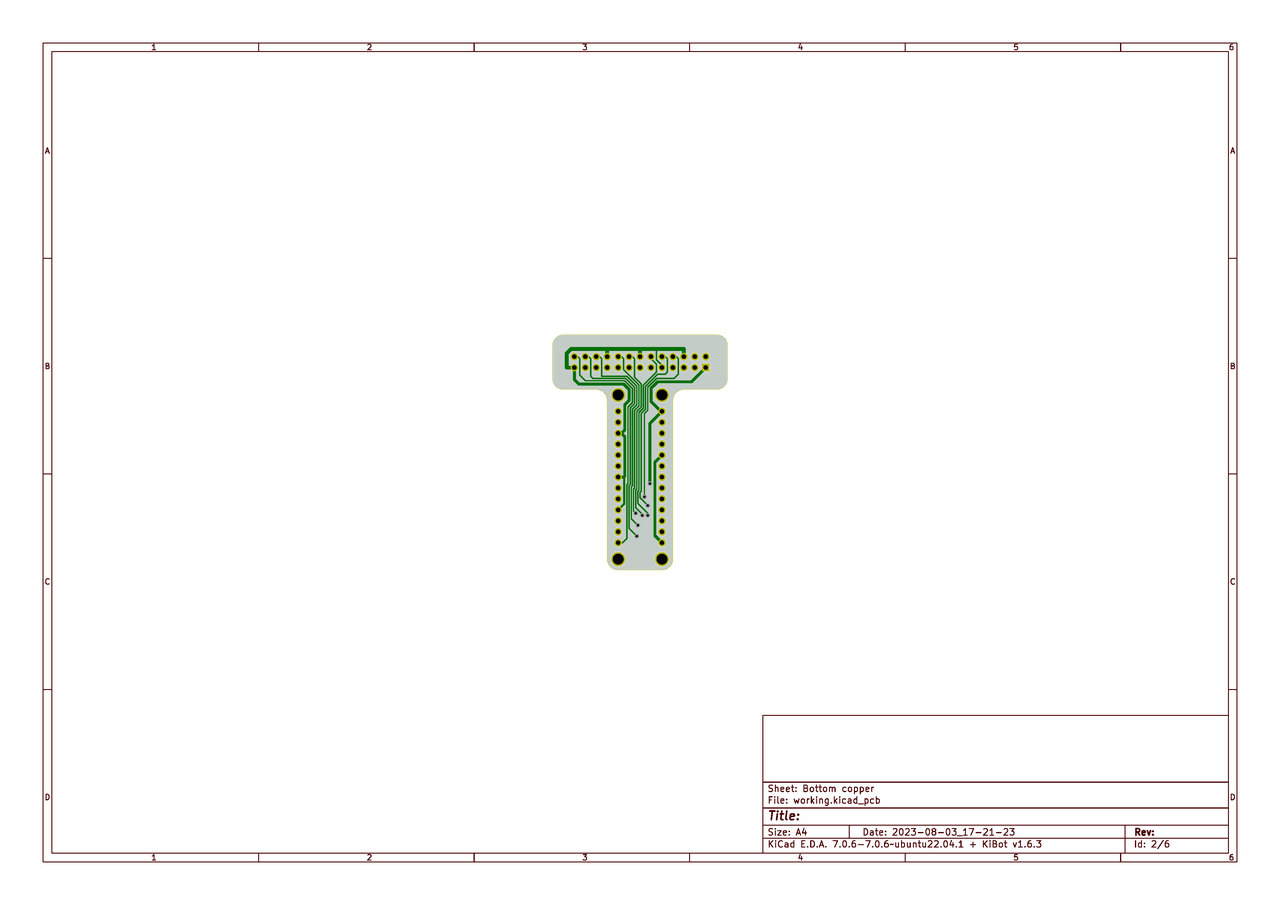 1 2 3 4 5 6
A A
B B
C C
D D
Sheet: Bottom copper
File: working.kicad_pcb
Title:
Size: A4 Date: 2023-08-03_17-21-23 Rev:
KiCad E.D.A. 7.0.6-7.0.6~ubuntu22.04.1 + KiBot v1.6.3 Id: 2/6
1 2 3 4 5 6